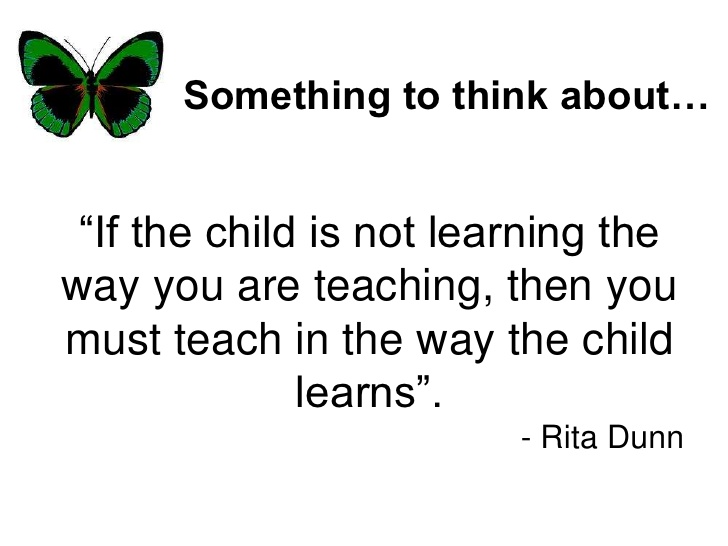 Something to think about…
“If the child is not learning the
way you are teaching, then you
must teach in the way the child
learns”.
- Rita Dunn